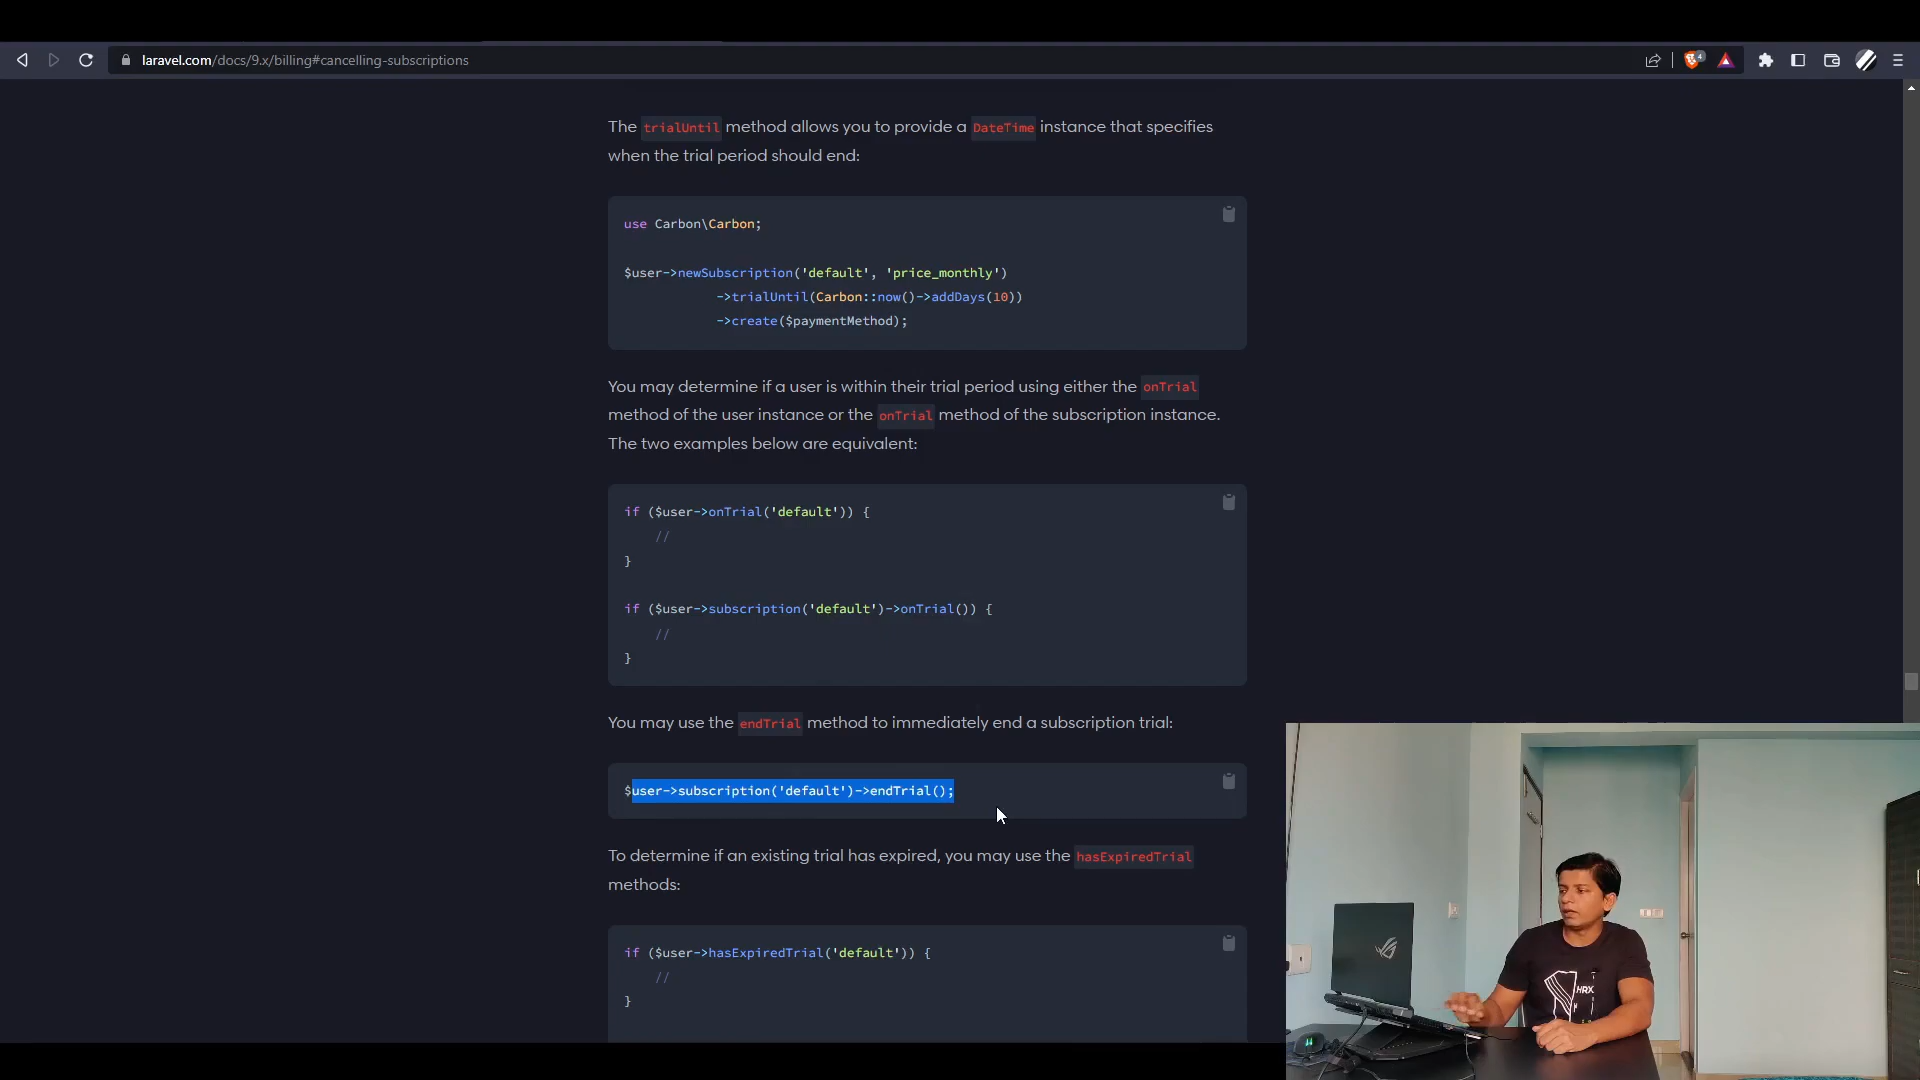 laravel.com/docs/9.x/billing#cancelling-subscriptions
4
The trialUntil method allows you to provide a DateTime instance that specifies
when the trial period should end:
use Carbon\Carbon;
$user->newSubscription('default', 'price_monthly')
->trialUntil(Carbon::now()->addDays(10))
->create($paymentMethod);
You may determine if a user is within their trial period using either the onTrial
method of the user instance or the onTrial method of the subscription instance.
The two examples below are equivalent:
if ($user->onTrial('default')) {
//
}
if ($user->subscription('default')->onTrial()) {
//
}
You may use the endTrial method to immediately end a subscription trial:
$user->subscription('default')->endTrial();
To determine if an existing trial has expired, you may use the hasExpiredTrial
methods:
if ($user->hasExpiredTrial('default')) {
//
}
HRX